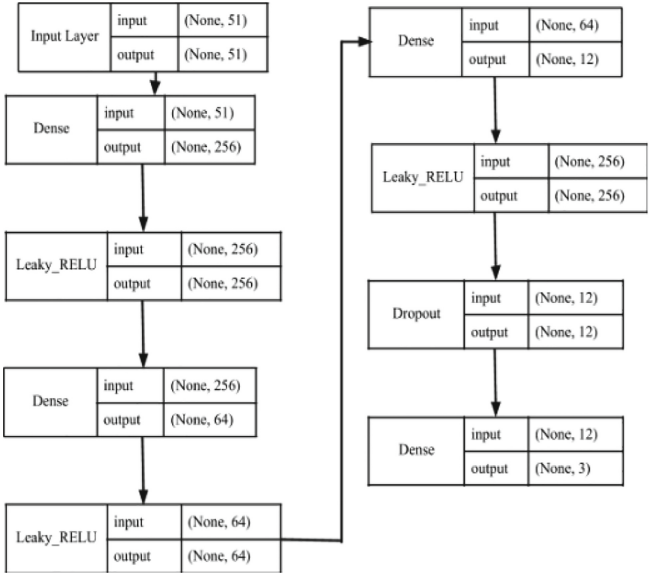 Input Layer
input (None, 51)
output (None, 51)
Dense
input (None, 51)
output (None, 256)
Leaky_RELU
input (None, 256)
output (None, 256)
Dense
input (None, 256)
output (None, 64)
Leaky_RELU
input (None, 64)
output (None, 64)
Dense
input (None, 64)
output (None, 12)
Leaky_RELU
input (None, 256)
output (None, 256)
Dropout
input (None, 12)
output (None, 12)
Dense
input (None, 12)
output (None, 3)